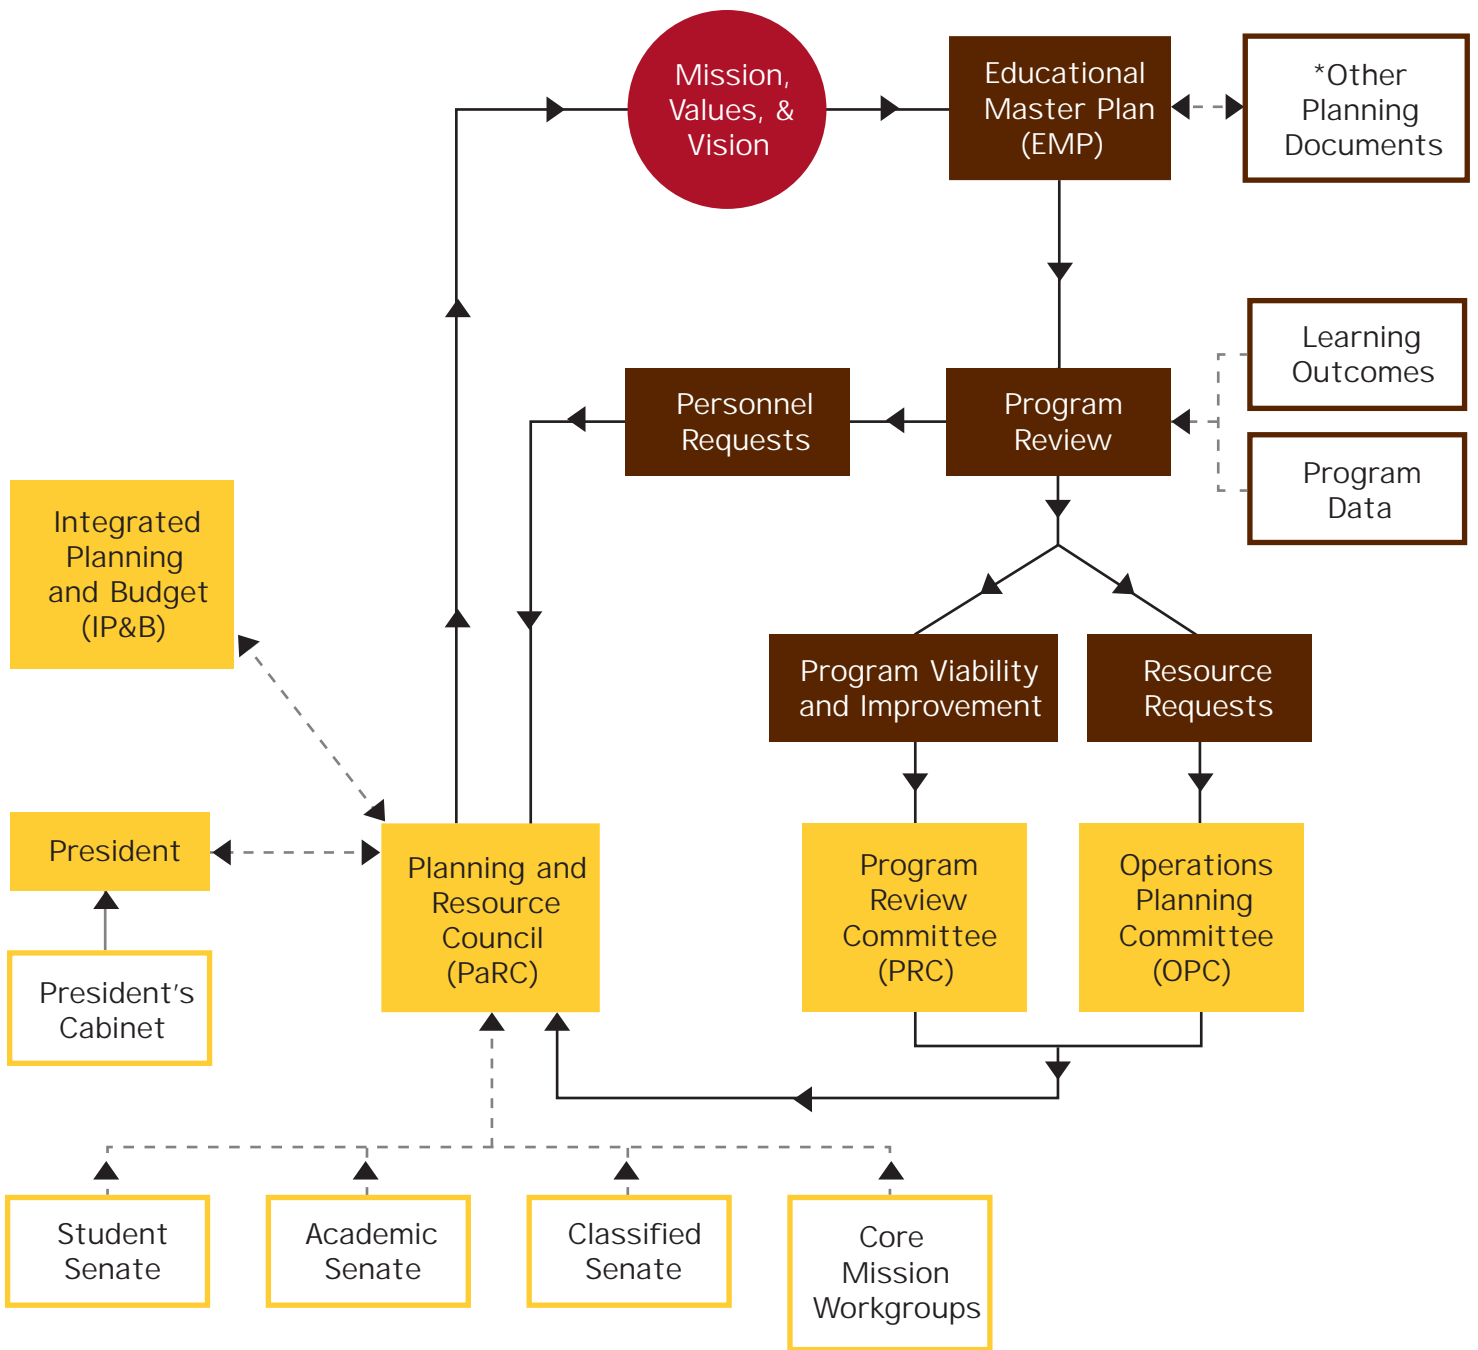 Mission,
Values, &
Vision
Educational
Master Plan
(EMP)
*Other
Planning
Documents
Learning
Outcomes
Personnel
Requests
Program
Review
Program
Data
Integrated
Planning
and Budget
(IP&B)
Program Viability
and Improvement
Resource
Requests
President
Planning and
Resource
Council
(PaRC)
Program
Review
Committee
(PRC)
Operations
Planning
Committee
(OPC)
President's
Cabinet
Student
Senate
Academic
Senate
Classified
Senate
Core
Mission
Workgroups